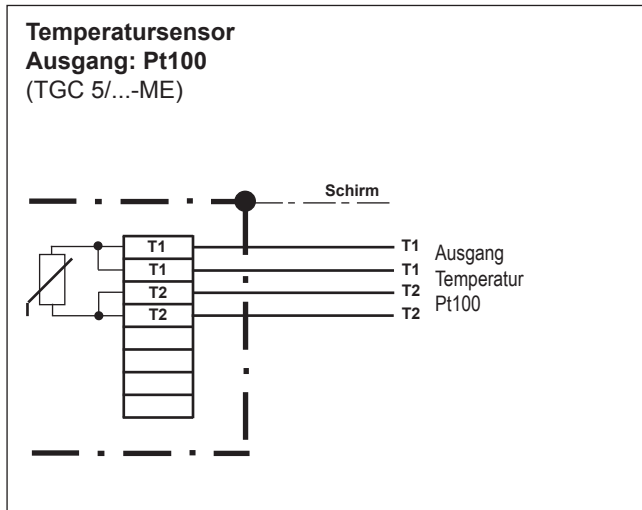 Temperatursensor
Ausgang: Pt100
(TGC 5/...-ME)
Schirm
T1 T1
T1 T1
T2 T2
T2 T2
Ausgang
Temperatur
Pt100